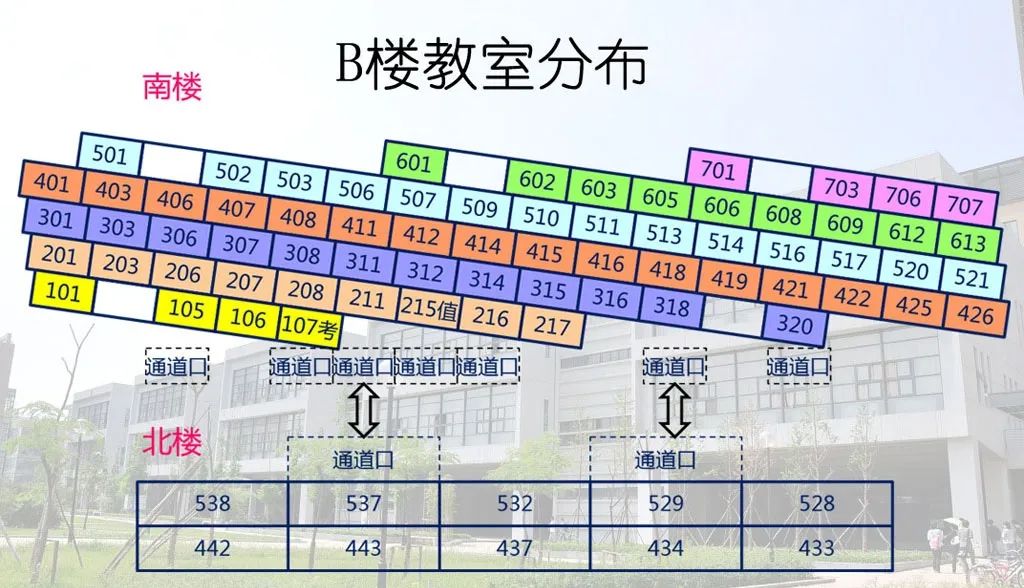 B楼教室分布
南楼
701 703 706 707
601 602 603 605 606 608 609 612 613
501 502 503 506 507 509 510 511 513 514 516 517 520 521
401 403 406 407 408 411 412 414 415 416 418 419 421 422 425 426
301 303 306 307 308 311 312 314 315 316 318 320
201 203 206 207 208 211 215值 216 217
101 105 106 107考
通道口 通道口 通道口 通道口 通道口 通道口 通道口
北楼
通道口 通道口
538 537 532 529 528
442 443 437 434 433